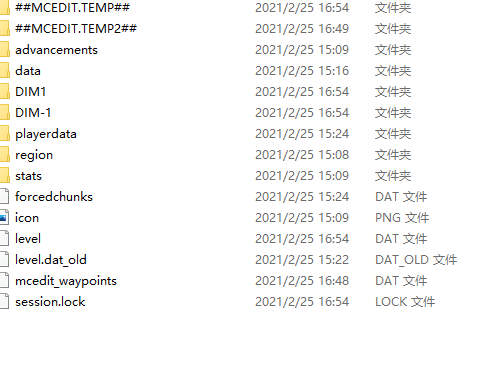 ##MCEDIT.TEMP## 2021/2/25 16:54 文件夹
##MCEDIT.TEMP2## 2021/2/25 16:49 文件夹
advancements 2021/2/25 15:09 文件夹
data 2021/2/25 15:16 文件夹
DIM1 2021/2/25 16:54 文件夹
DIM-1 2021/2/25 16:54 文件夹
playerdata 2021/2/25 15:24 文件夹
region 2021/2/25 15:08 文件夹
stats 2021/2/25 15:09 文件夹
forcedchunks 2021/2/25 15:24 DAT 文件
icon 2021/2/25 15:09 PNG 文件
level 2021/2/25 16:54 DAT 文件
level.dat_old 2021/2/25 15:22 DAT_OLD 文件
mcedit_waypoints 2021/2/25 16:48 DAT 文件
session.lock 2021/2/25 16:54 LOCK 文件